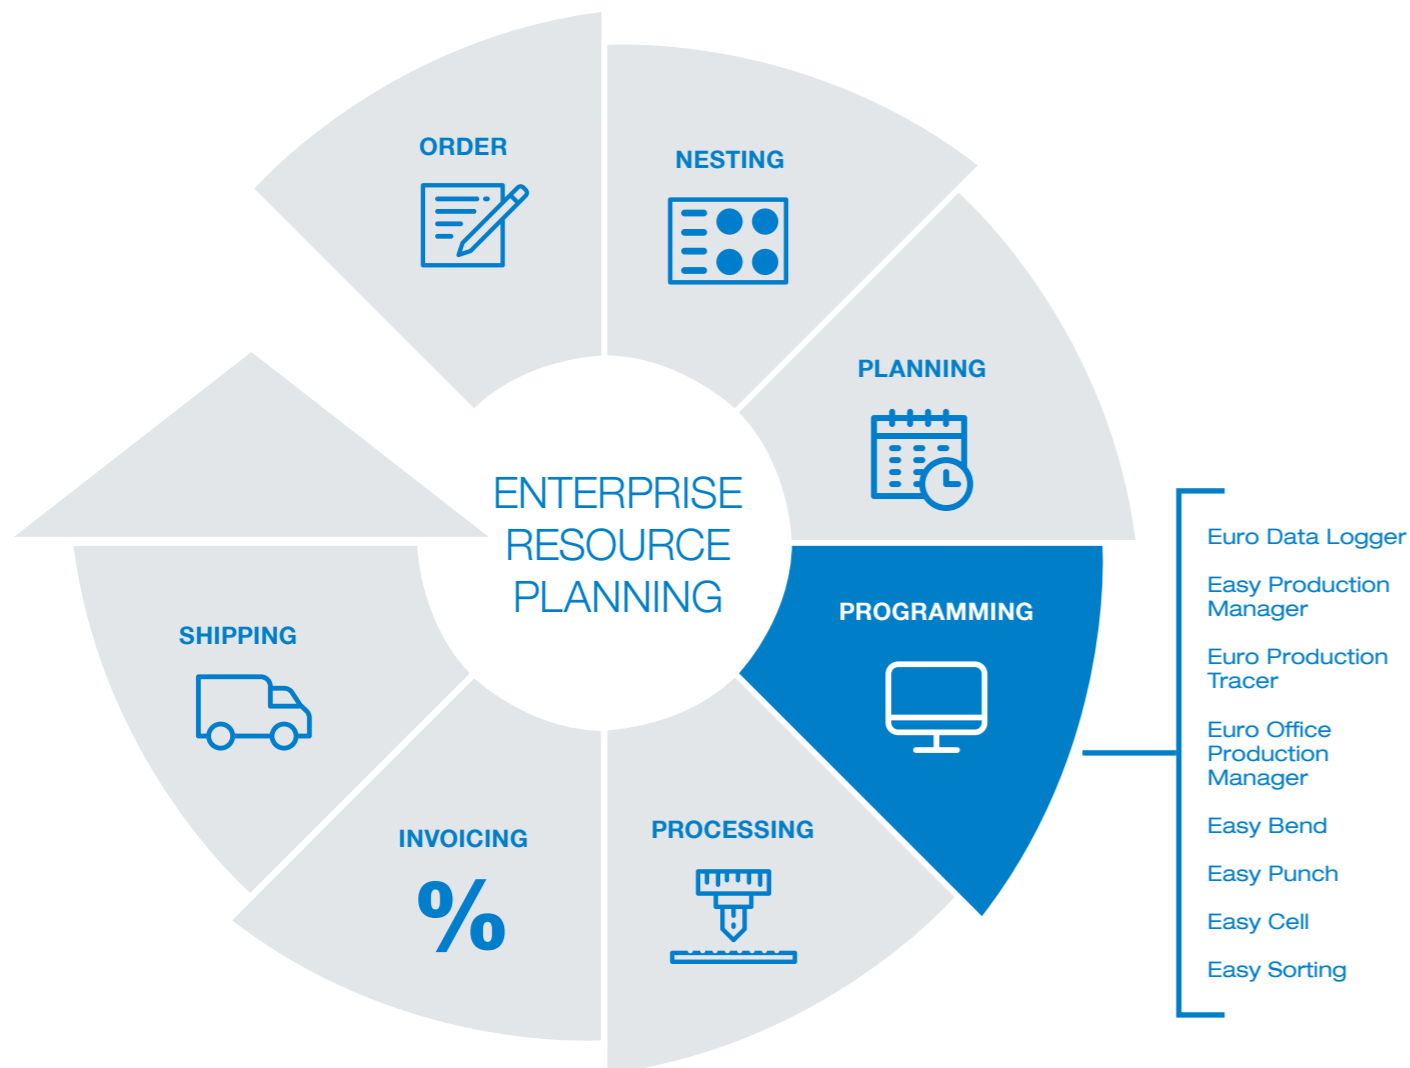 ORDER
NESTING
PLANNING
ENTERPRISE
RESOURCE
PLANNING
PROGRAMMING
SHIPPING
INVOICING
%
PROCESSING
Euro Data Logger
Easy Production
Manager
Euro Production
Tracer
Euro Office
Production
Manager
Easy Bend
Easy Punch
Easy Cell
Easy Sorting